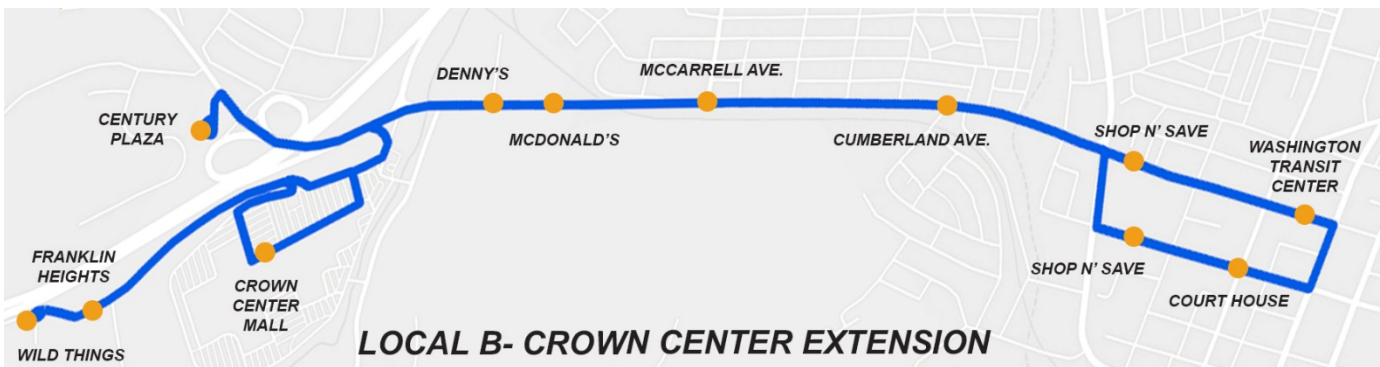 DENNY'S
MCCARRELL AVE.
CENTURY
PLAZA
MCDONALD'S
CUMBERLAND AVE.
SHOP N' SAVE
WASHINGTON
TRANSIT
CENTER
FRANKLIN
HEIGHTS
CROWN
CENTER
MALL
SHOP N' SAVE
COURT HOUSE
WILD THINGS
LOCAL B- CROWN CENTER EXTENSION